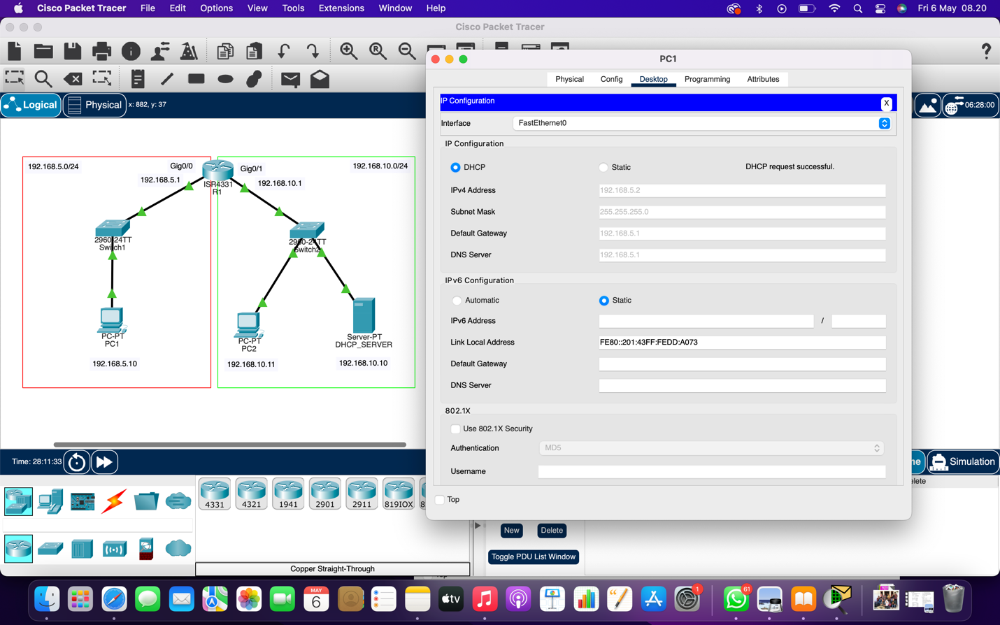 Cisco Packet Tracer File Edit Options View Tools Extensions Window Help Fri 6 May 08.20
Cisco Packet Tracer
Logical Physical x: 882, y: 37 06:28:00
PC1
Physical Config Desktop Programming Attributes
IP Configuration X
Interface FastEthernet0
IP Configuration
DHCP Static DHCP request successful.
IPv4 Address 192.168.5.2
Subnet Mask 255.255.255.0
Default Gateway 192.168.5.1
DNS Server 192.168.5.1
IPv6 Configuration
Automatic Static
IPv6 Address /
Link Local Address FE80::201:43FF:FEDD:A073
Default Gateway
DNS Server
802.1X
Use 802.1X Security
Authentication MD5
Username
Top
192.168.5.0/24 Gig0/0 Gig0/1 192.168.10.0/24
192.168.5.1 ISR4331 192.168.10.1
R1
2960-24TT
Switch1
2960-24TT
Switch2
PC-PT
PC1
192.168.5.10
PC-PT
PC2
192.168.10.11
Server-PT
DHCP_SERVER
192.168.10.10
Time: 28:11:33 Simulation
4331 4321 1941 2901 2911 819IOX
Copper Straight-Through
New Delete
Toggle PDU List Window
MAY
6
tv
1
61